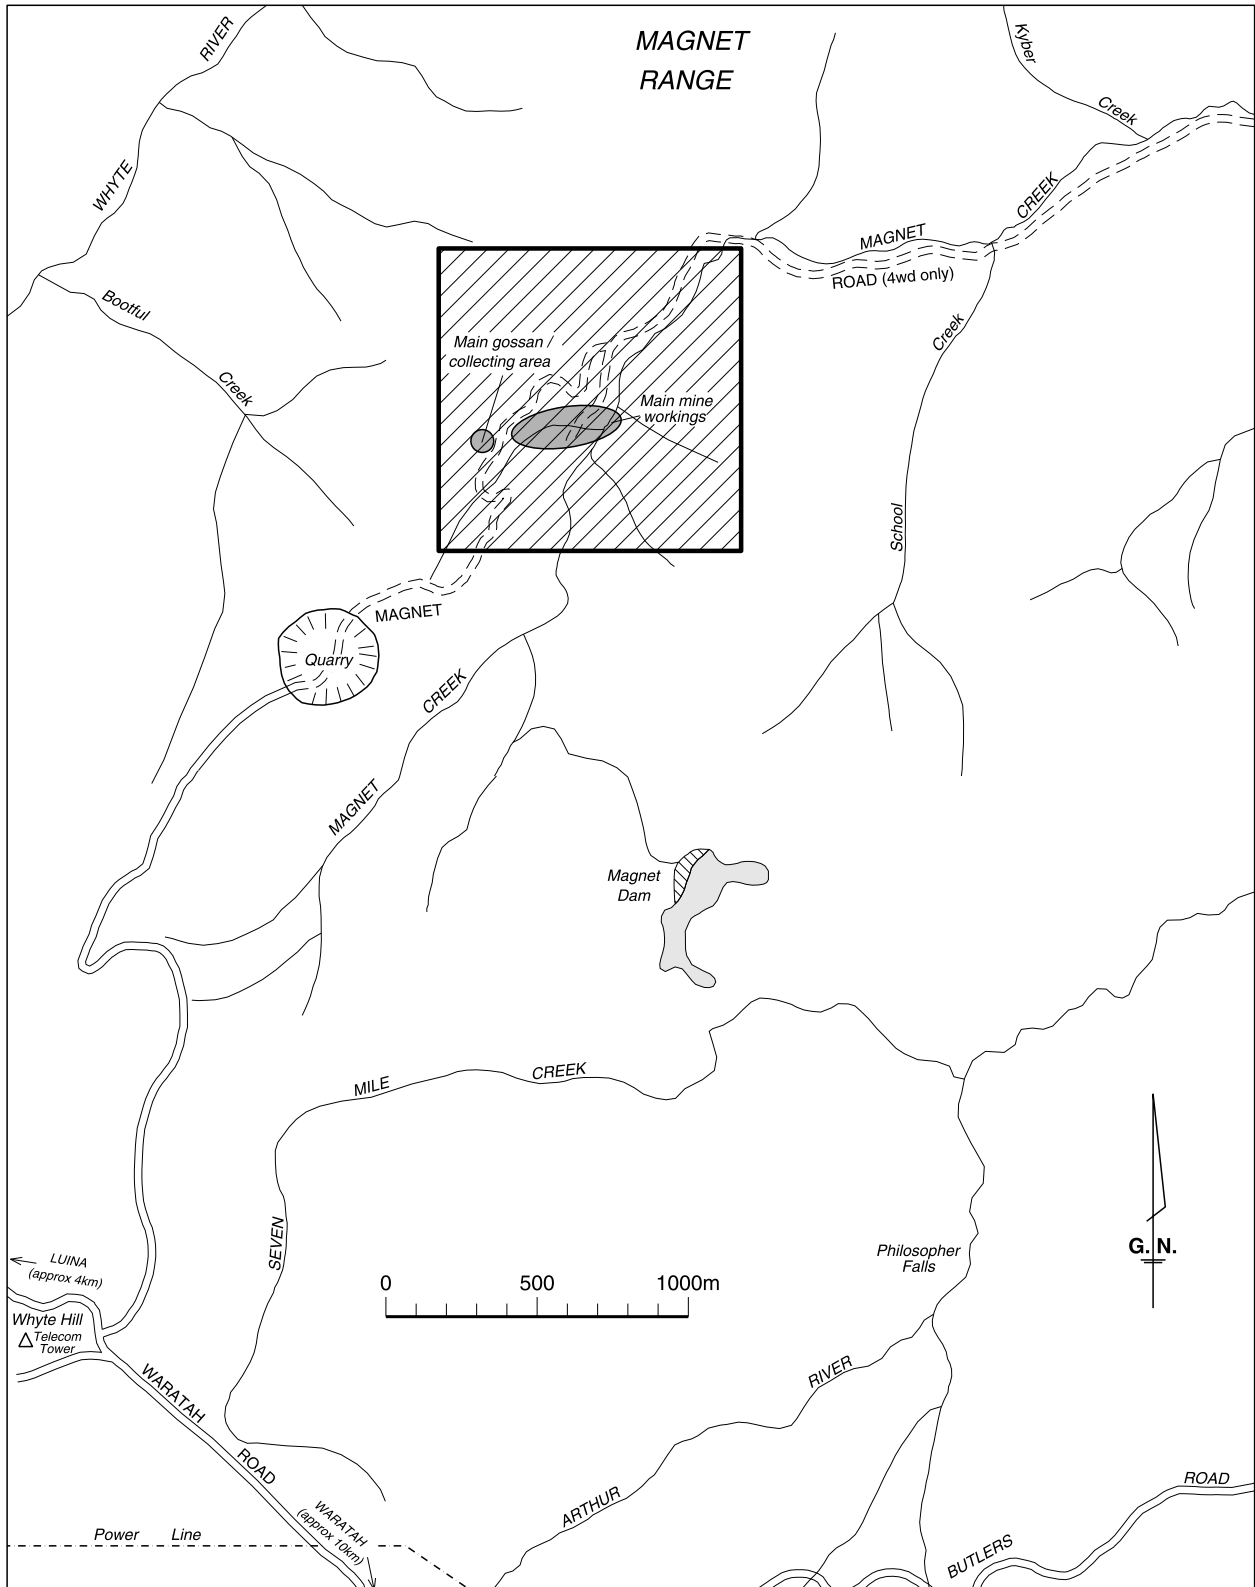 MAGNET
RANGE
RIVER
WHYTE
Kyber
Creek
CREEK
MAGNET
ROAD (4wd only)
Bootful
Creek
Creek
School
Main gossan /
collecting area
Main mine
workings
MAGNET
Quarry
CREEK
MAGNET
Magnet
Dam
MILE
CREEK
SEVEN
Philosopher
Falls
G. N.
LUINA
(approx 4km)
0 500 1000m
Whyte Hill
Telecom
Tower
WARATAH
ROAD
RIVER
ARTHUR
WARATAH
(approx 10km)
Power Line
BUTLERS
ROAD